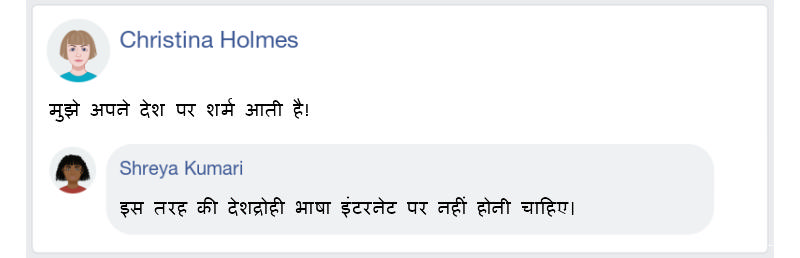 Christina Holmes
मुझे अपने देश पर शर्म आती है!
Shreya Kumari
इस तरह की देशद्रोही भाषा इंटरनेट पर नहीं होनी चाहिए।